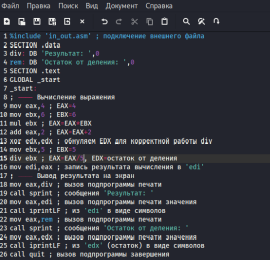 Поиск Вид Документ Справка
1 %include 'in_out.asm' ; подключение внешнего файла
2 SECTION .data
3 div: DB 'Результат: ',0
4 rem: DB 'Остаток от деления: ',0
5 SECTION .text
6 GLOBAL _start
7 _start:
8 ; ---- Вычисление выражения
9 mov eax,4 ; EAX=4
10 mov ebx,6 ; EBX=6
11 mul ebx ; EAX=EAX*EBX
12 add eax,2 ; EAX=EAX+2
13 xor edx,edx ; обнуляем EDX для корректной работы div
14 mov ebx,5 ; EBX=5
15 div ebx ; EAX=EAX/5, EDX=остаток от деления
16 mov edi,eax ; запись результата вычисления в 'edi'
17 ; ---- Вывод результата на экран
18 mov eax,div ; вызов подпрограммы печати
19 call sprint ; сообщения 'Результат: '
20 mov eax,edi ; вызов подпрограммы печати значения
21 call iprintLF ; из 'edi' в виде символов
22 mov eax,rem ; вызов подпрограммы печати
23 call sprint ; сообщения 'Остаток от деления: '
24 mov eax,edx ; вызов подпрограммы печати значения
25 call iprintLF ; из 'edx' (остаток) в виде символов
26 call quit ; вызов подпрограммы завершения